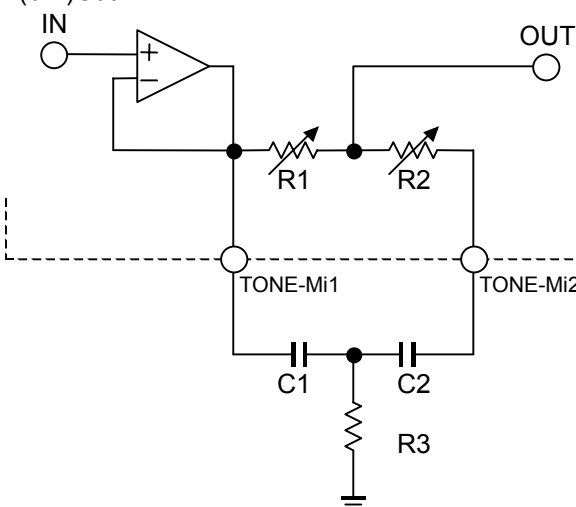 IN
OUT
+
−
R1
R2
TONE-Mi1
TONE-Mi2
C1
C2
R3